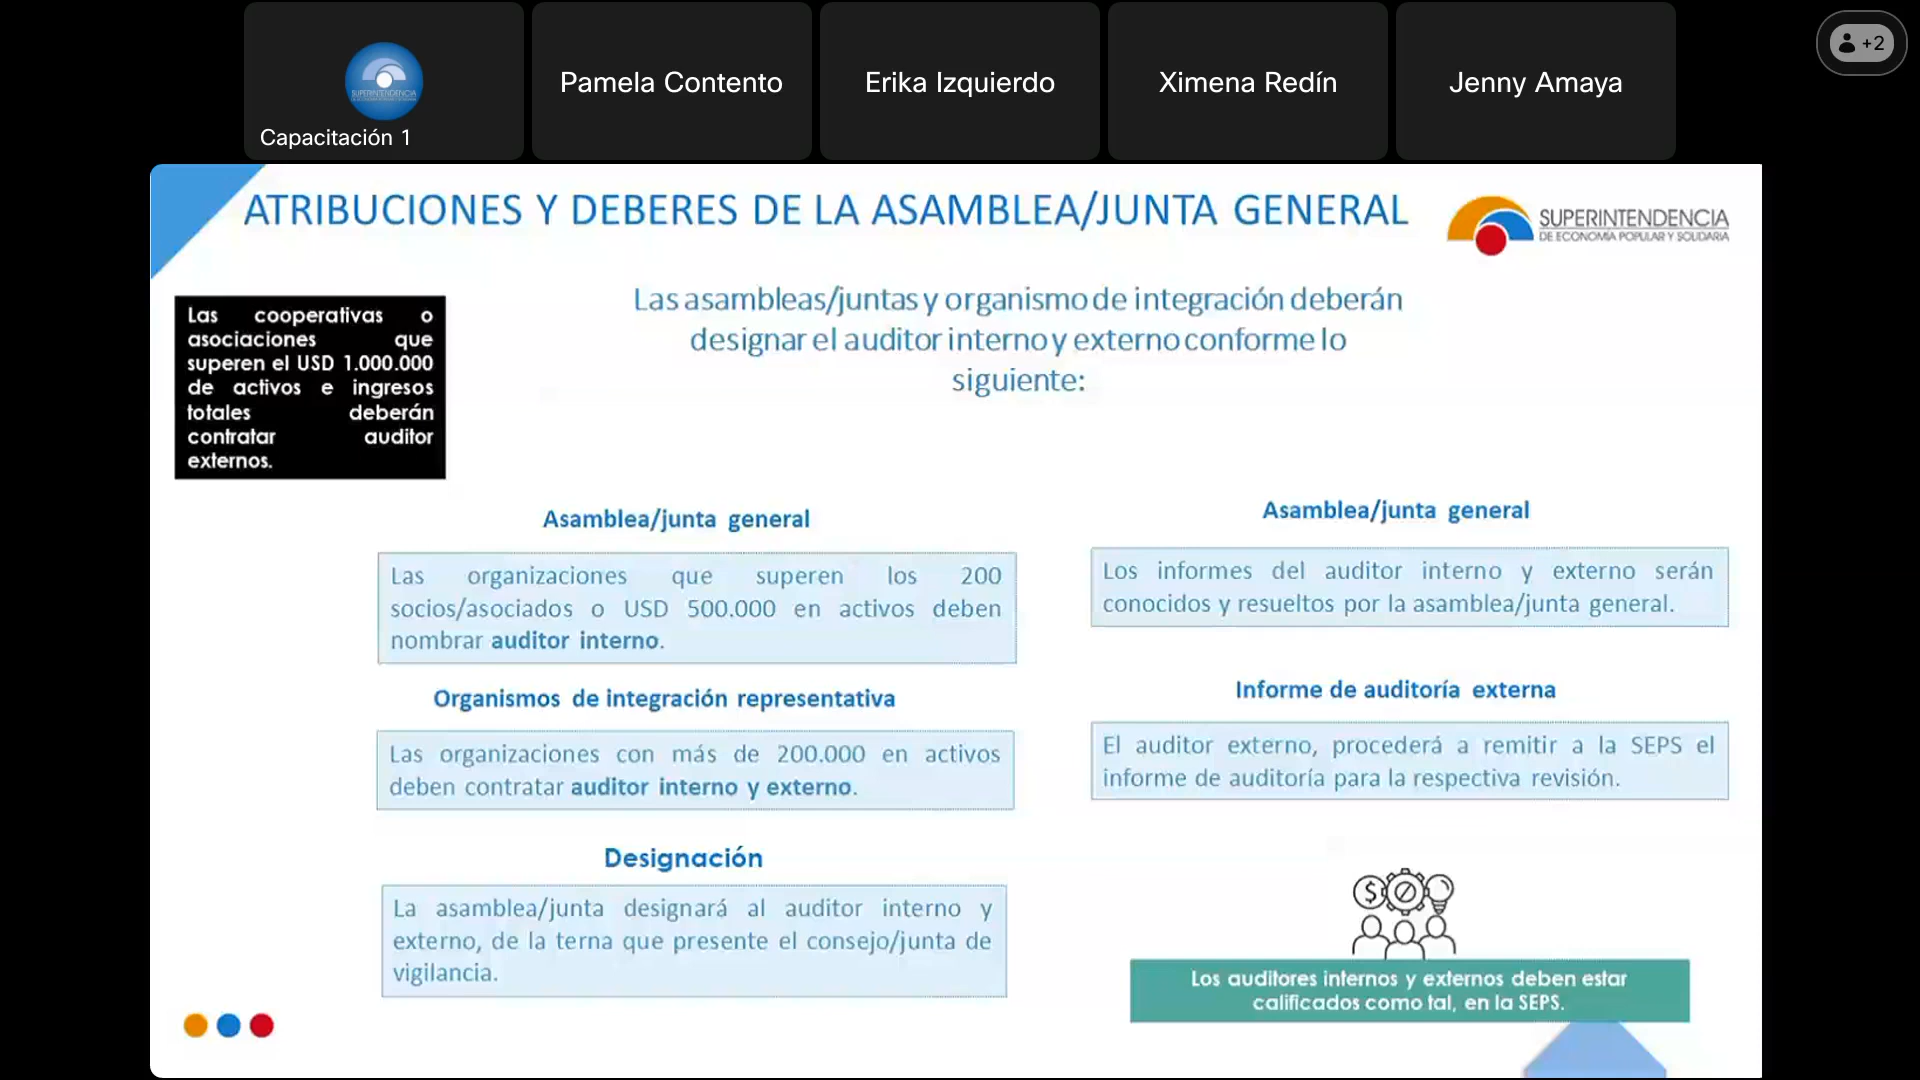 Capacitación 1
Pamela Contento
Erika Izquierdo
Ximena Redín
Jenny Amaya
+2
ATRIBUCIONES Y DEBERES DE LA ASAMBLEA/JUNTA GENERAL
SUPERINTENDENCIA
DE ECONOMÍA POPULAR Y SOLIDARIA
Las asambleas/juntas y organismo de integración deberán
designar el auditor interno y externo conforme lo
siguiente:
Las cooperativas o
asociaciones que
superen el USD 1.000.000
de activos e ingresos
totales deberán
contratar auditor
externos.
Asamblea/junta general
Las organizaciones que superen los 200
socios/asociados o USD 500.000 en activos deben
nombrar auditor interno.
Organismos de integración representativa
Las organizaciones con más de 200.000 en activos
deben contratar auditor interno y externo.
Designación
La asamblea/junta designará al auditor interno y
externo, de la terna que presente el consejo/junta de
vigilancia.
Asamblea/junta general
Los informes del auditor interno y externo serán
conocidos y resueltos por la asamblea/junta general.
Informe de auditoría externa
El auditor externo, procederá a remitir a la SEPS el
informe de auditoría para la respectiva revisión.
Los auditores internos y externos deben estar
calificados como tal, en la SEPS.